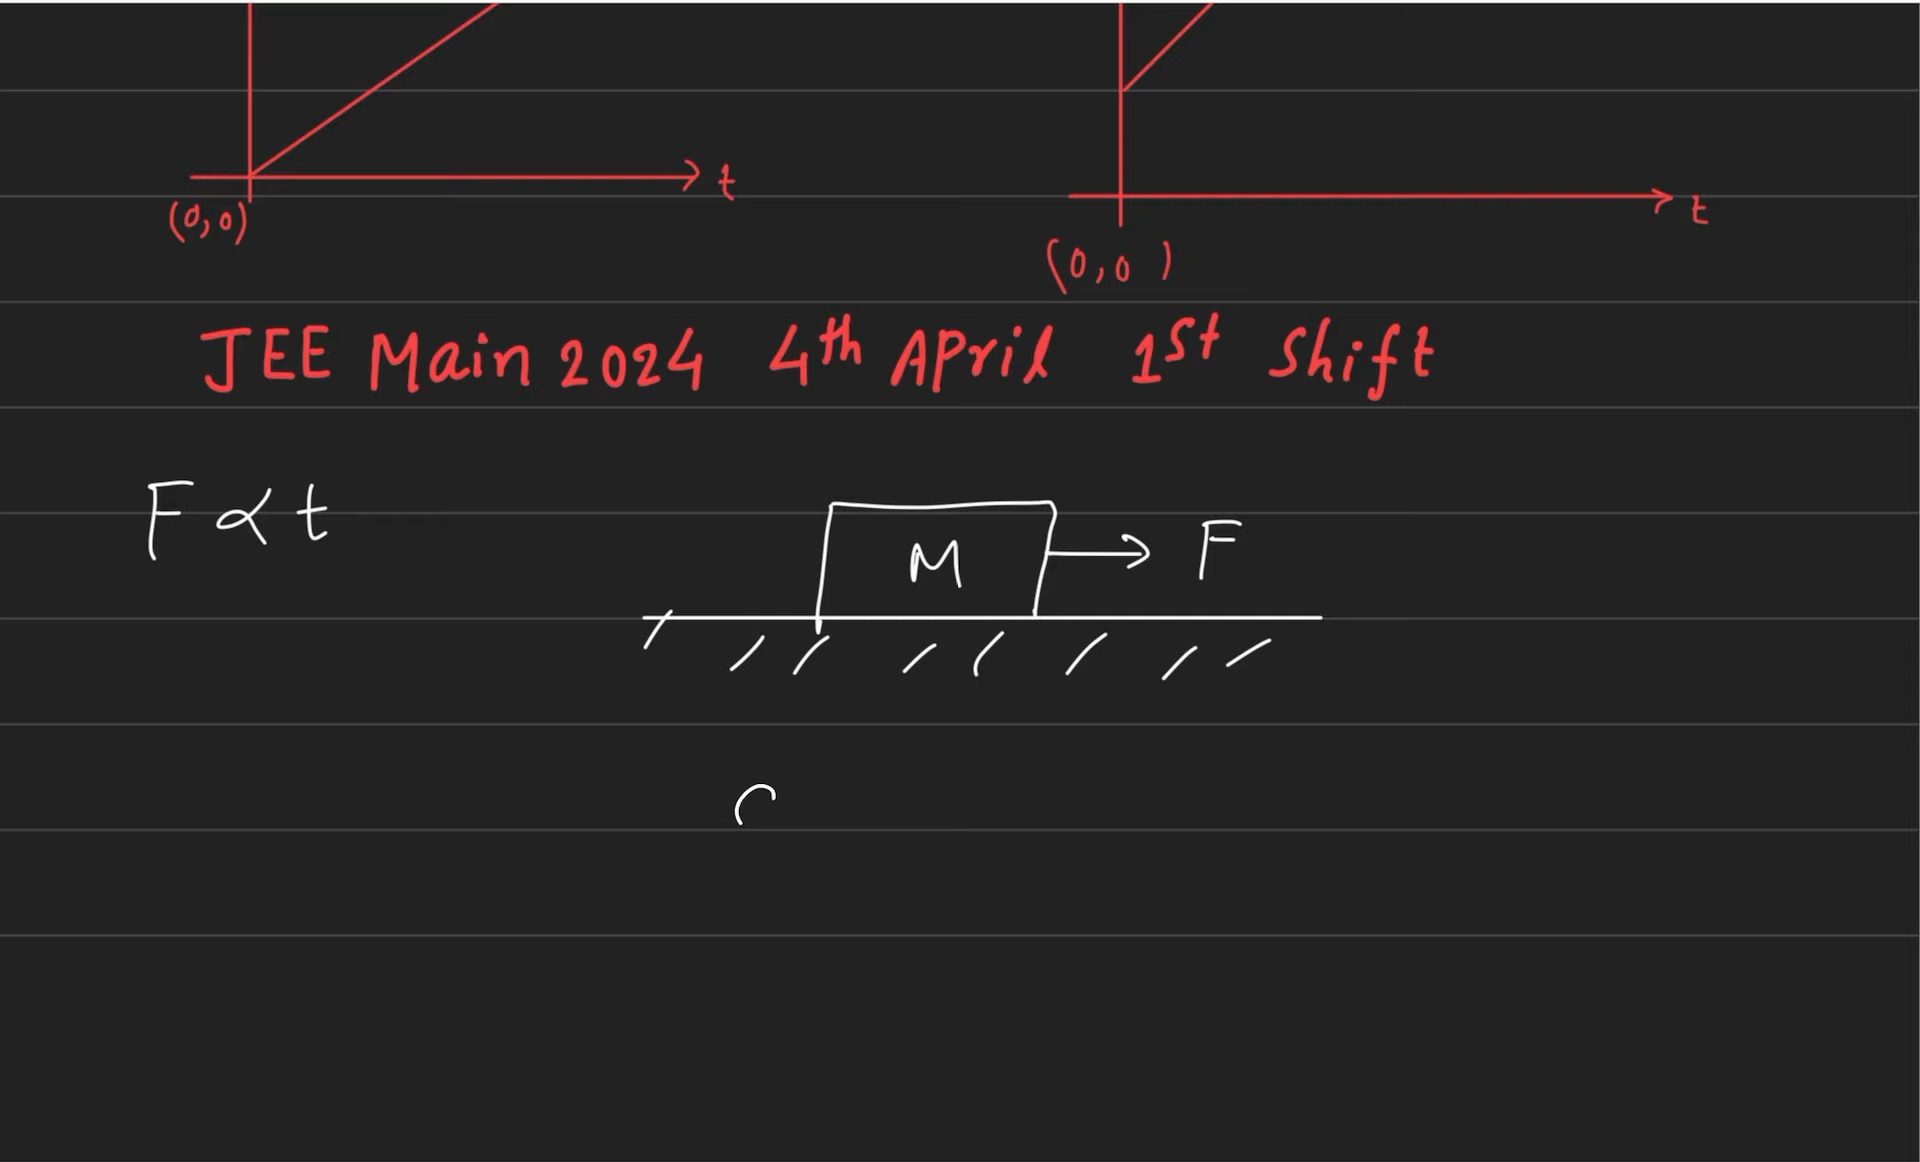 t
t
(0,0)
(0,0)
JEE Main 2024 4th April 1st Shift
F ∝ t
M
F